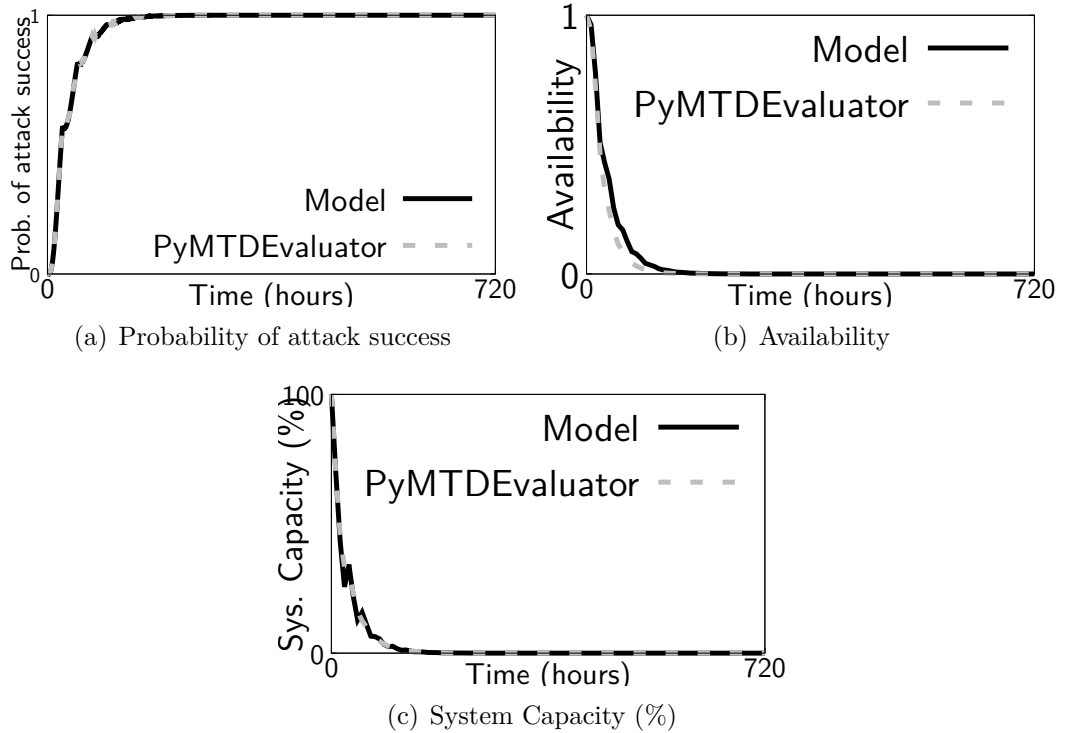 Prob. of attack success
1
0
Model
PyMTDEvaluator
0
Time (hours)
720
(a) Probability of attack success
Availability
1
0
Model
PyMTDEvaluator
0
Time (hours)
720
(b) Availability
Sys. Capacity (%)
100
0
Model
PyMTDEvaluator
0
Time (hours)
720
(c) System Capacity (%)